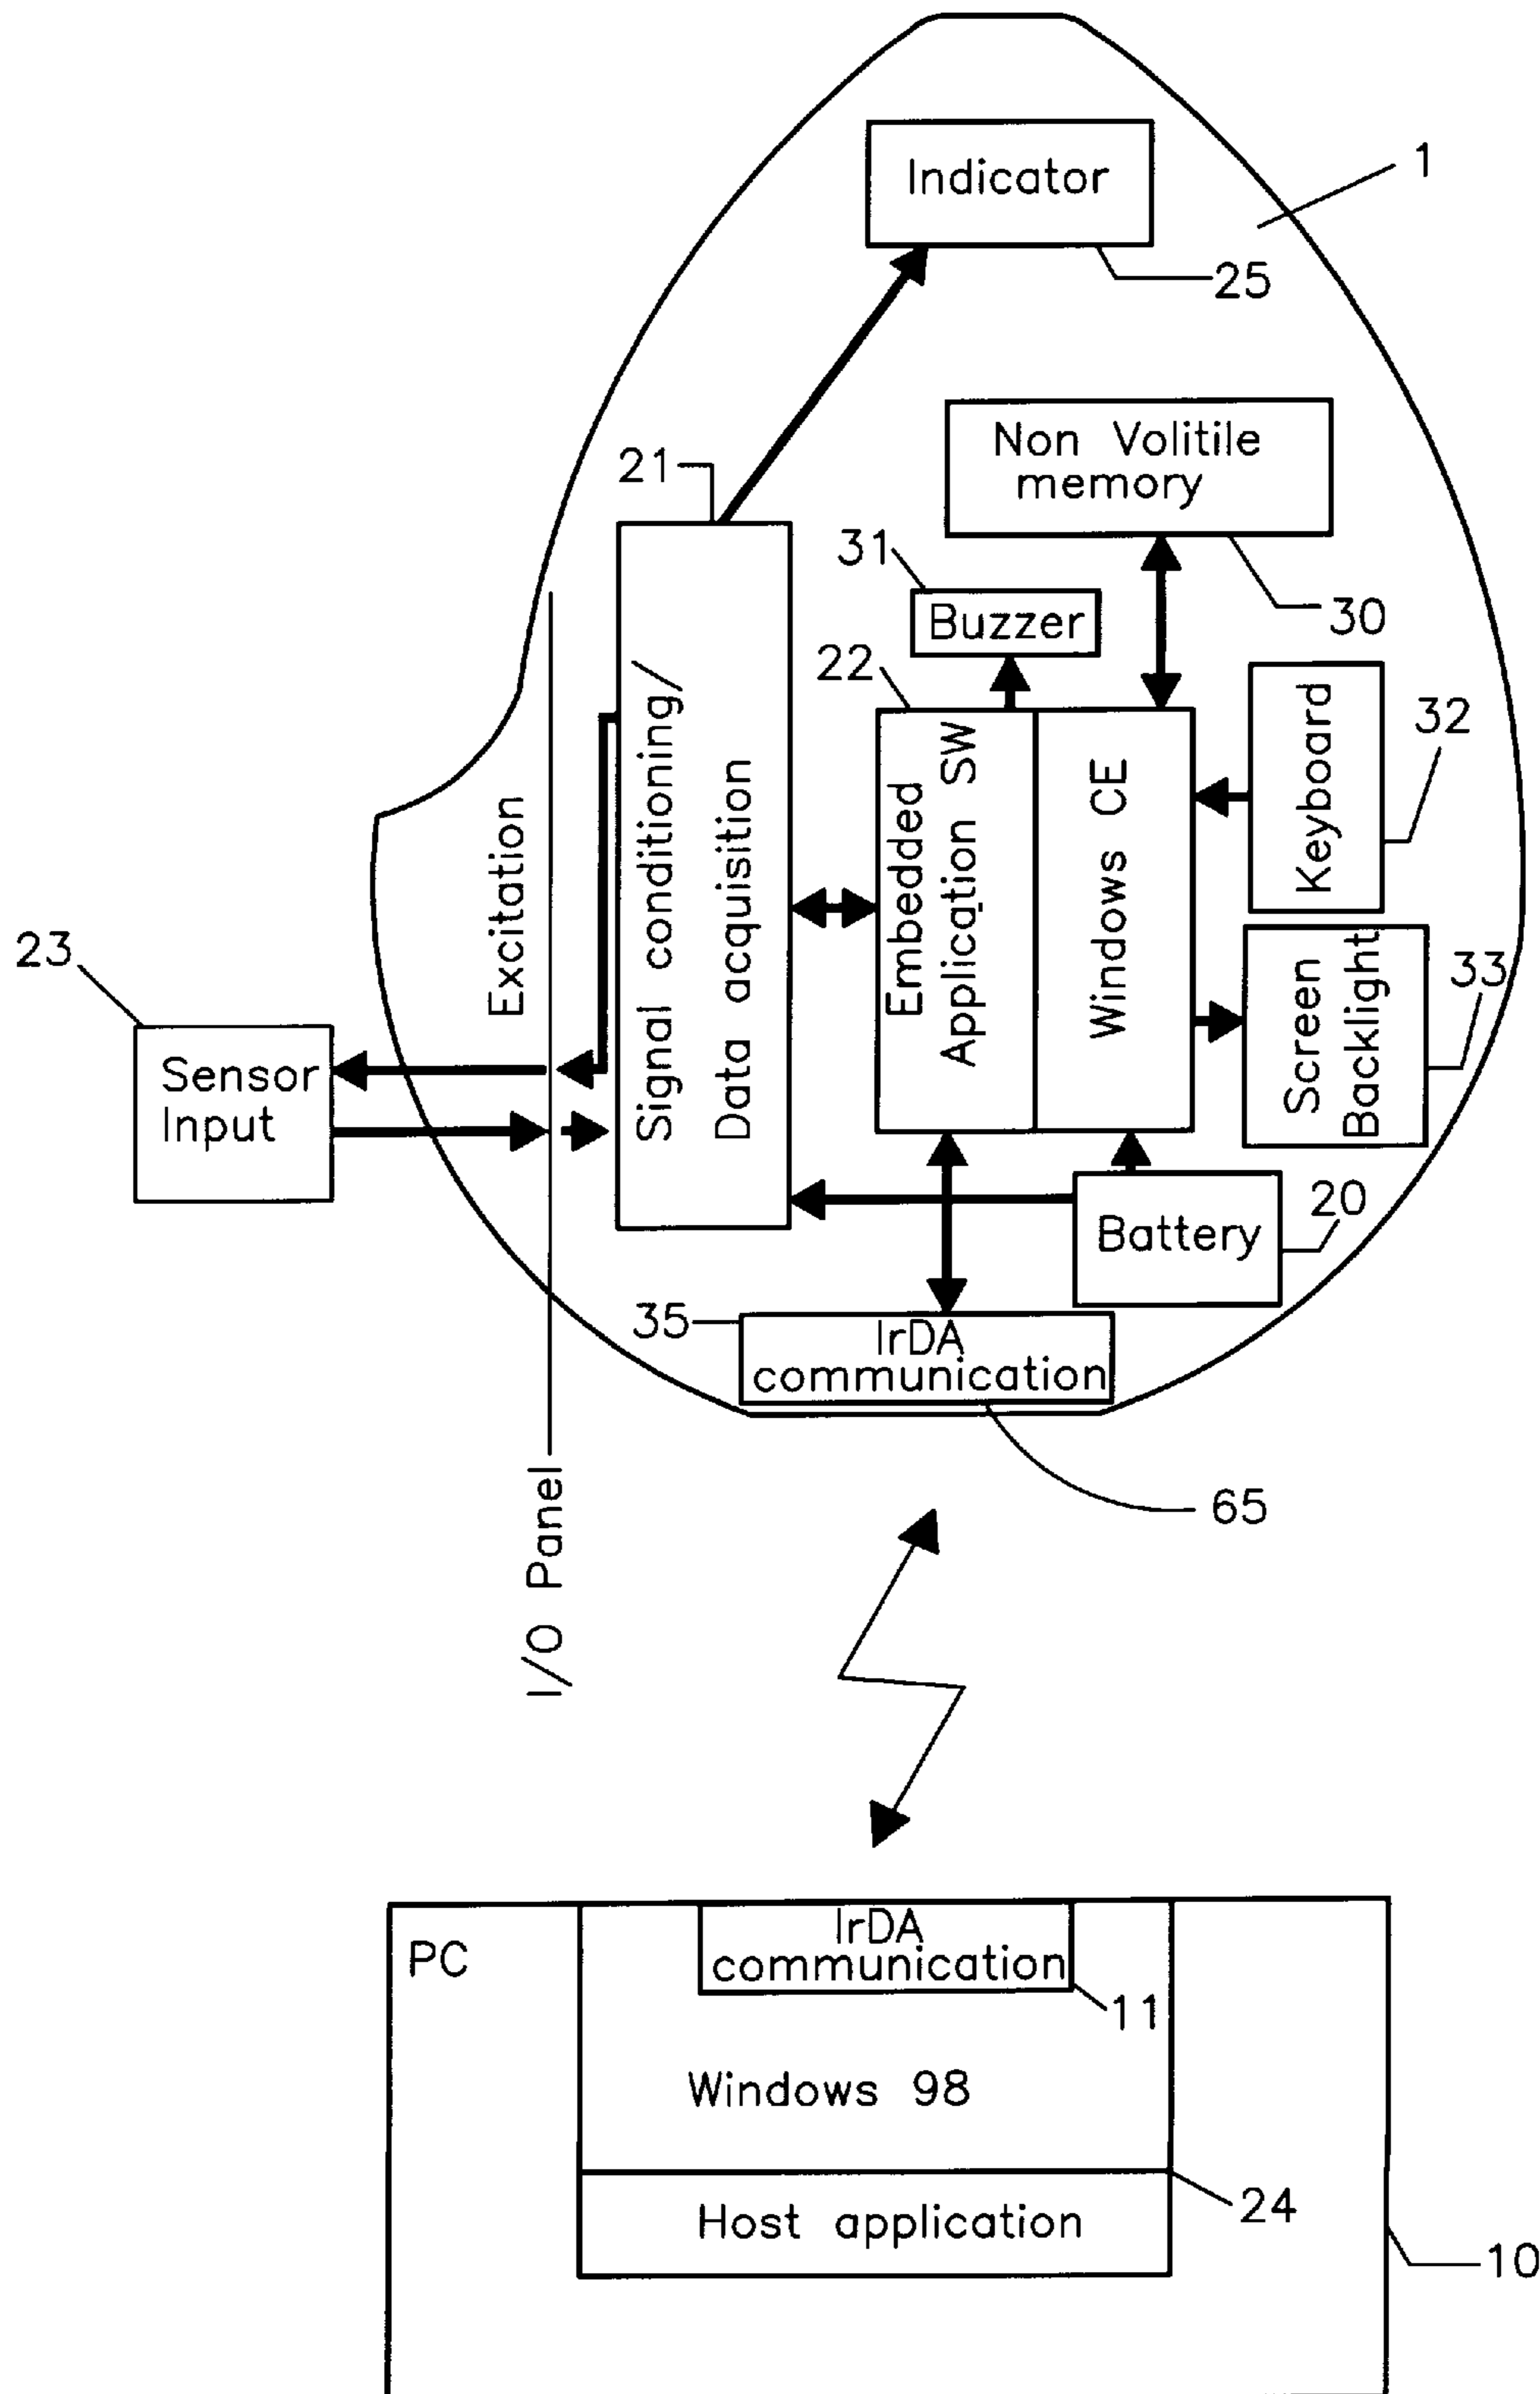 Indicator
1
25
21
Non Volitile
memory
31
Buzzer
30
22
Signal conditioning/
Data acquisition
Embedded
Application SW
Windows CE
Keyboard
32
Excitation
23
Sensor
Input
Screen
Backlight
33
Battery
20
35
IrDA
communication
65
I/O Panel
PC
IrDA
communication
11
Windows 98
24
Host application
10